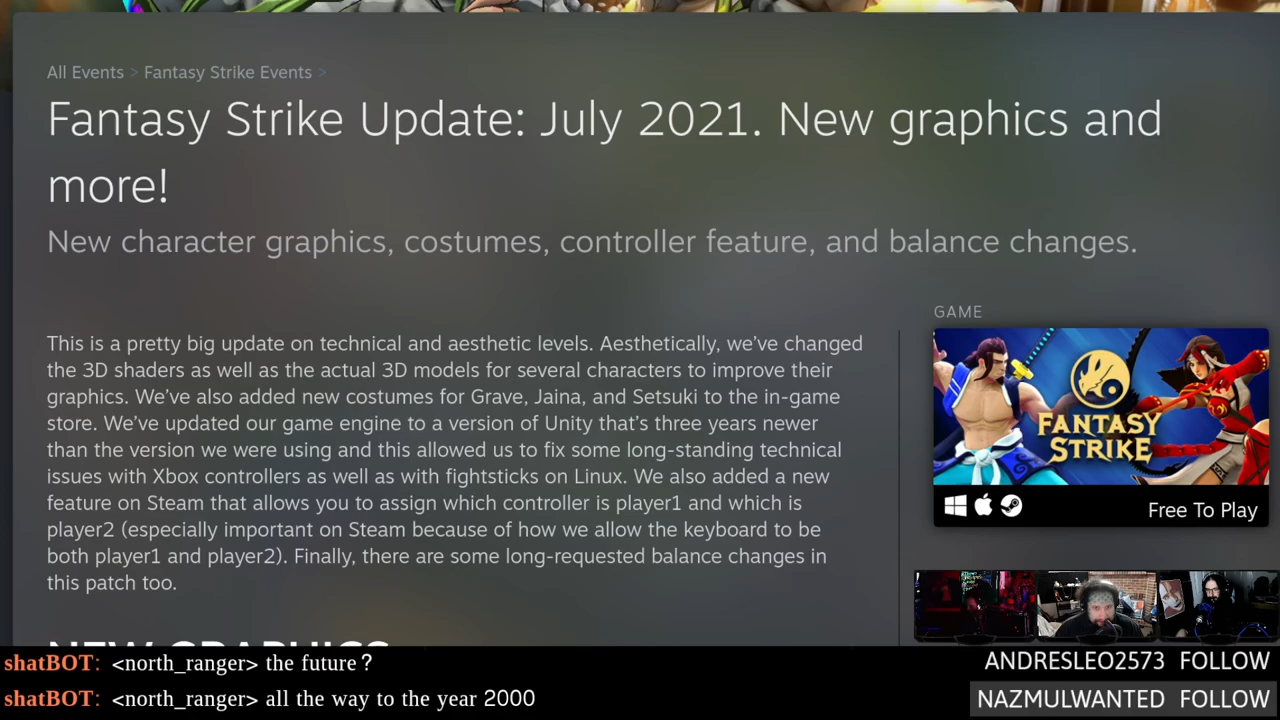 All Events > Fantasy Strike Events >
Fantasy Strike Update: July 2021. New graphics and
more!
New character graphics, costumes, controller feature, and balance changes.
This is a pretty big update on technical and aesthetic levels. Aesthetically, we've changed
the 3D shaders as well as the actual 3D models for several characters to improve their
graphics. We've also added new costumes for Grave, Jaina, and Setsuki to the in-game
store. We've updated our game engine to a version of Unity that's three years newer
than the version we were using and this allowed us to fix some long-standing technical
issues with Xbox controllers as well as with fightsticks on Linux. We also added a new
feature on Steam that allows you to assign which controller is player1 and which is
player2 (especially important on Steam because of how we allow the keyboard to be
both player1 and player2). Finally, there are some long-requested balance changes in
this patch too.
NEW GRAPHICS
GAME
FANTASY
STRIKE
Free To Play
shatBOT: <north_ranger> the future?
shatBOT: <north_ranger> all the way to the year 2000
ANDRESLEO2573 FOLLOW
NAZMULWANTED FOLLOW